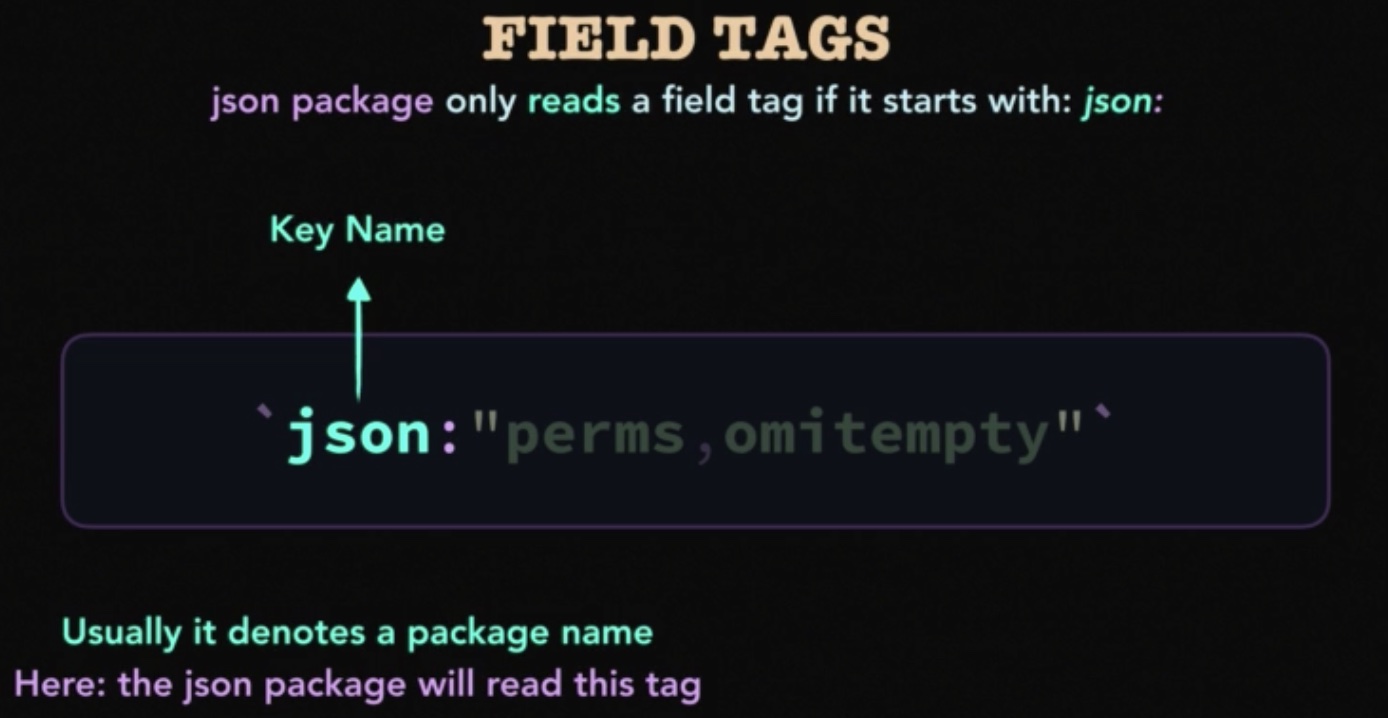 FIELD TAGS
json package only reads a field tag if it starts with: json:
Key Name
`json:"perms,omitempty"`
Usually it denotes a package name
Here: the json package will read this tag